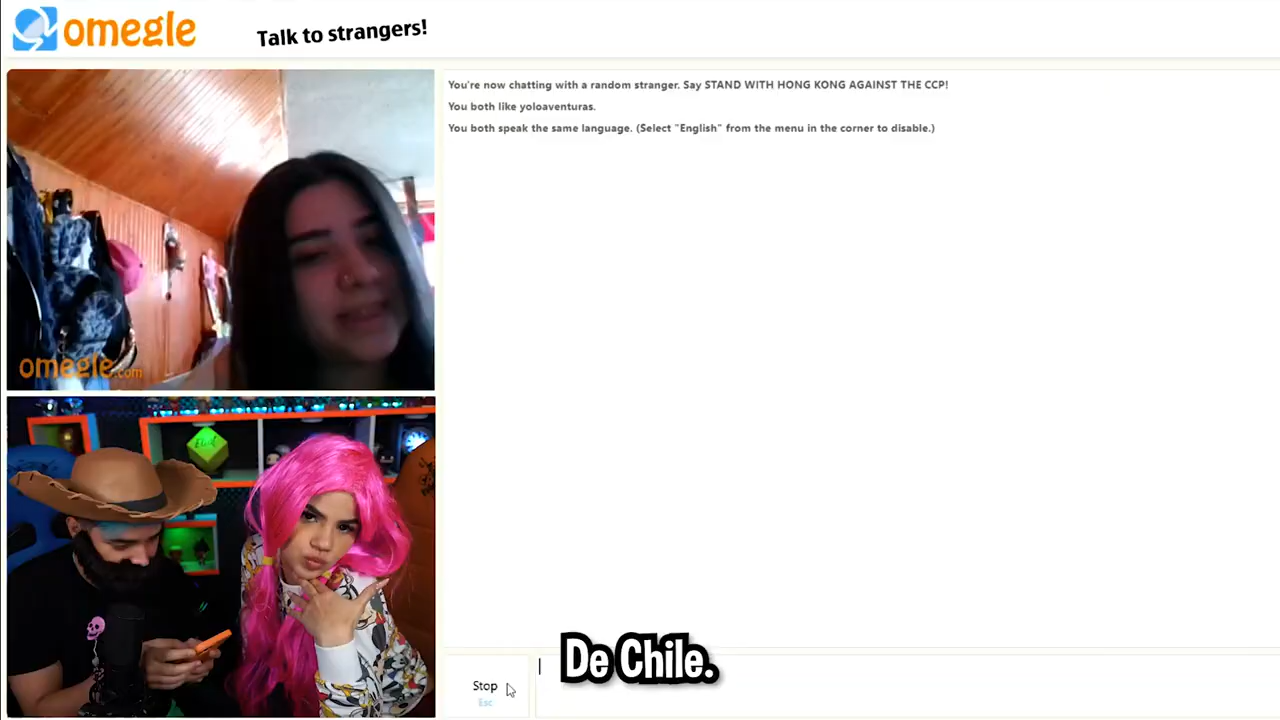 omegle
Talk to strangers!
You're now chatting with a random stranger. Say STAND WITH HONG KONG AGAINST THE CCP!
You both like yoloaventuras.
You both speak the same language. (Select "English" from the menu in the corner to disable.)
omegle.com
Stop
Esc
De Chile.